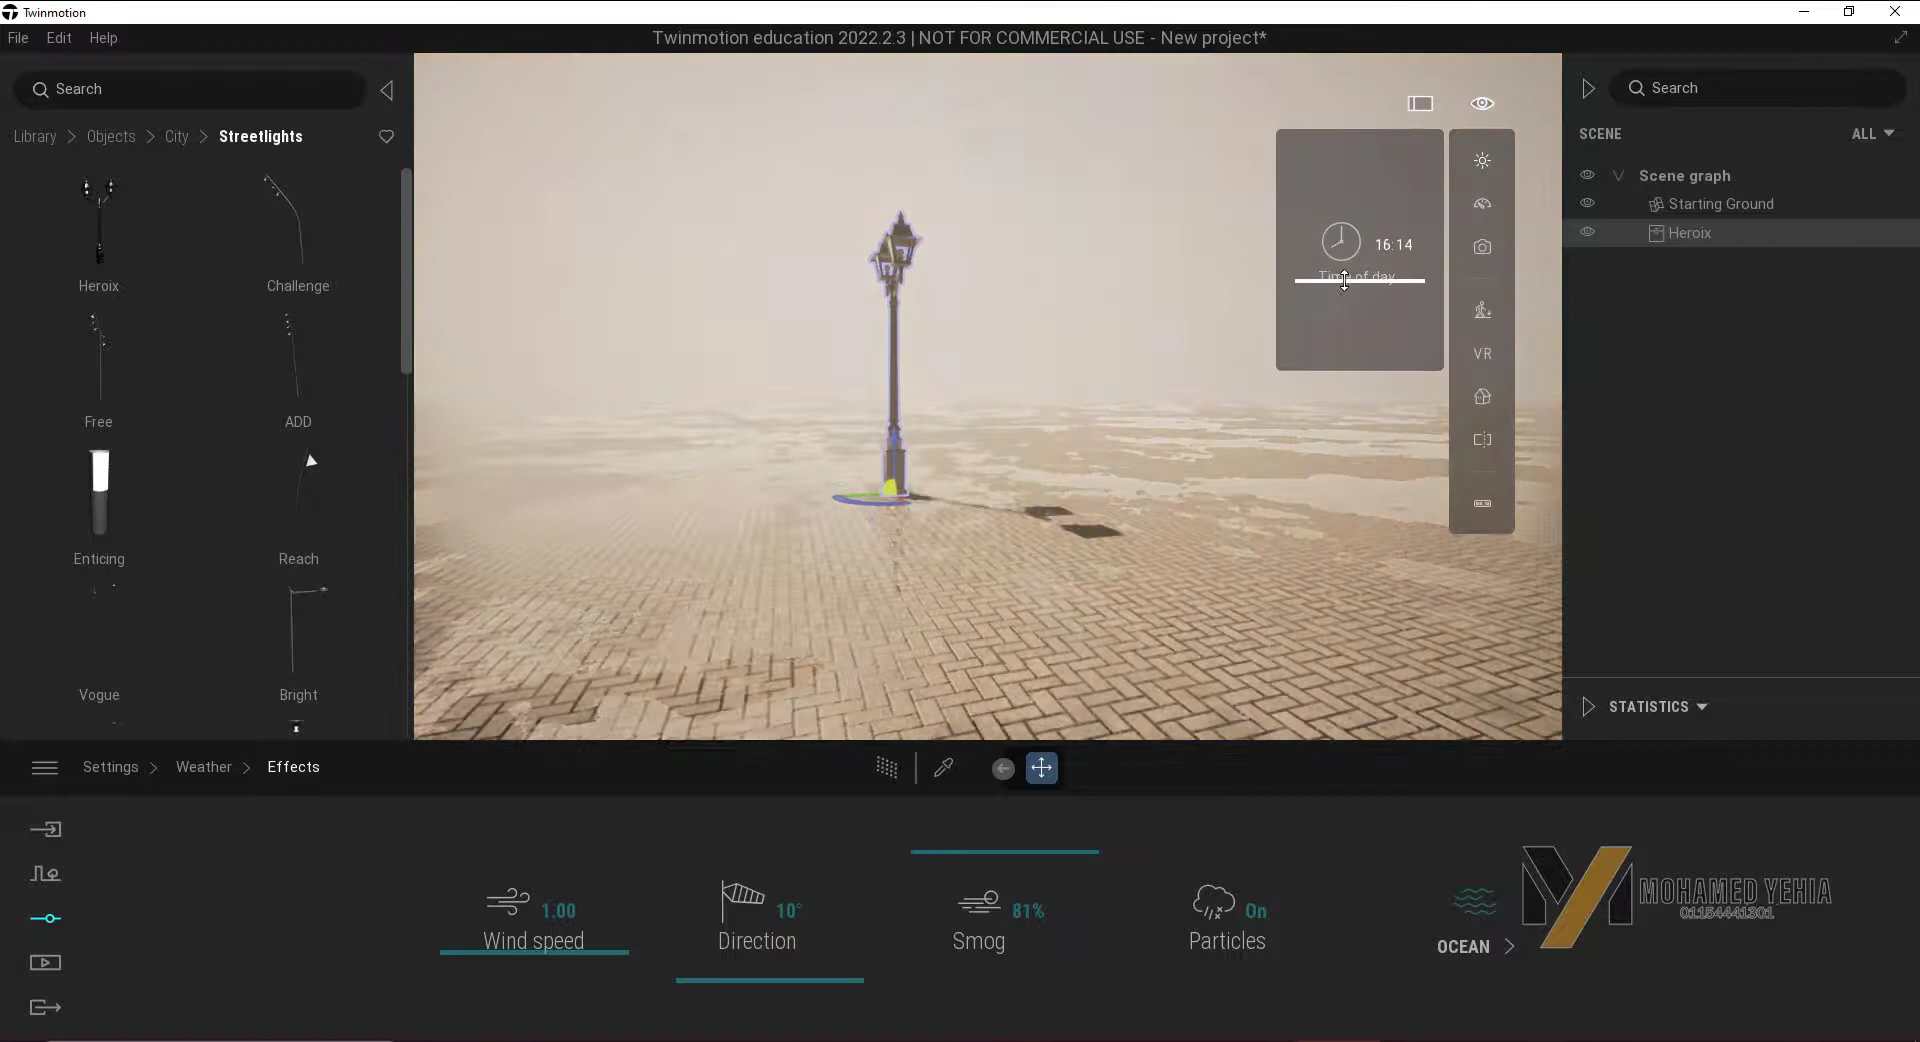 Twinmotion
File Edit Help
Twinmotion education 2022.2.3 | NOT FOR COMMERCIAL USE - New project*
Search
Library > Objects > City > Streetlights
Heroix
Challenge
Free
ADD
Enticing
Reach
Vogue
Bright
16:14
Time of day
VR
Search
SCENE
ALL
Scene graph
Starting Ground
Heroix
STATISTICS
Settings > Weather > Effects
1.00
Wind speed
10°
Direction
81%
Smog
On
Particles
OCEAN >
MOHAMED YEHIA
01154441301